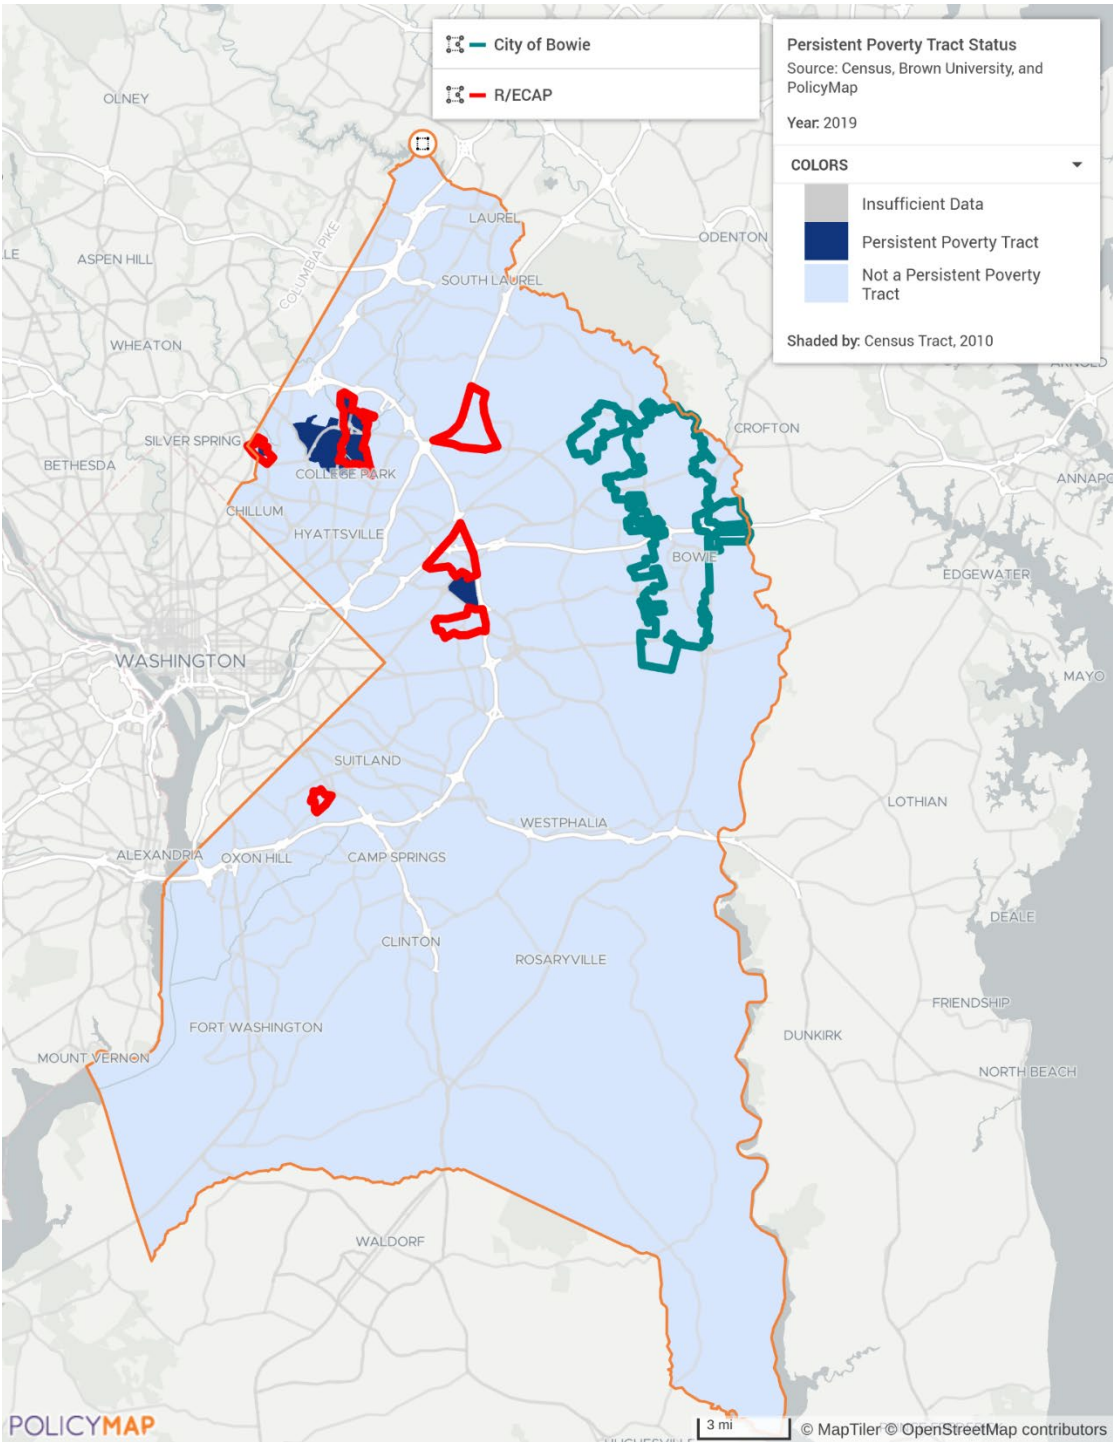 City of Bowie
R/ECAP
Persistent Poverty Tract Status
Source: Census, Brown University, and
PolicyMap
Year: 2019
COLORS
Insufficient Data
Persistent Poverty Tract
Not a Persistent Poverty
Tract
Shaded by: Census Tract, 2010
OLNEY
LAUREL
ODENTON
ASPEN HILL
COLUMBIA PIKE
SOUTH LAUREL
WHEATON
ARNOLD
CROFTON
SILVER SPRING
BETHESDA
COLLEGE PARK
ANNAPO
CHILLUM
HYATTSVILLE
BOWIE
EDGEWATER
WASHINGTON
MAYO
SUITLAND
LOTHIAN
WESTPHALIA
ALEXANDRIA
OXON HILL
CAMP SPRINGS
DEALE
CLINTON
ROSARYVILLE
FRIENDSHIP
FORT WASHINGTON
DUNKIRK
MOUNT VERNON
NORTH BEACH
WALDORF
POLICYMAP
3 mi
© MapTiler © OpenStreetMap contributors